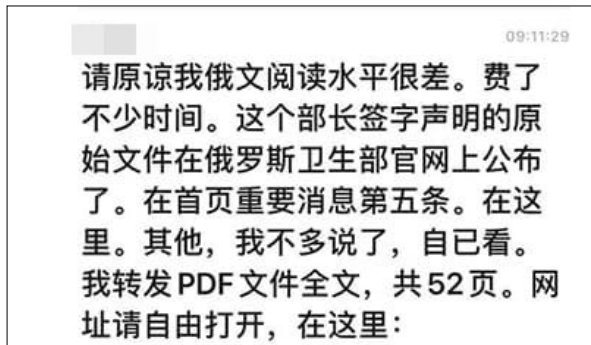 09:11:29
请原谅我俄文阅读水平很差。费了
不少时间。这个部长签字声明的原
始文件在俄罗斯卫生部官网上公布
了。在首页重要消息第五条。在这
里。其他，我不多说了，自已看。
我转发PDF文件全文，共52页。网
址请自由打开，在这里：